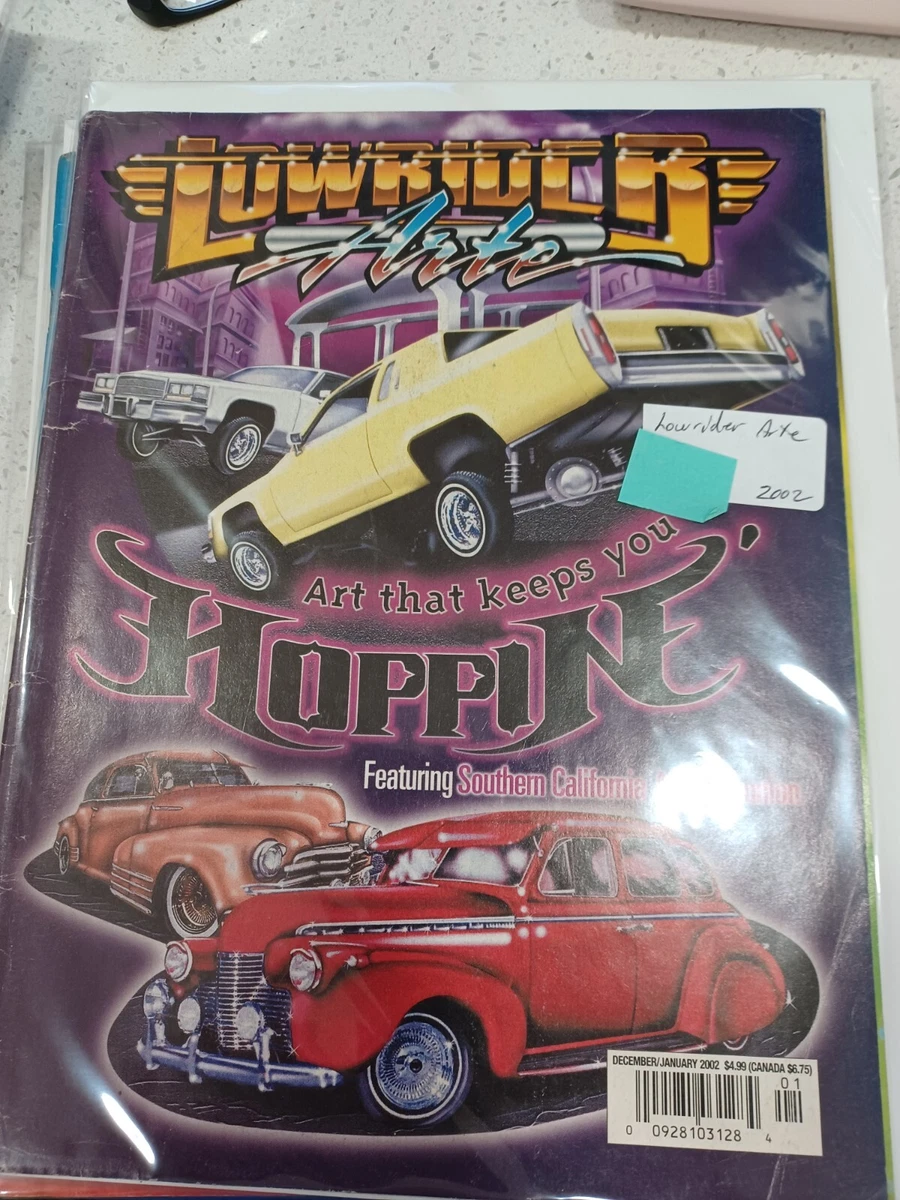 LOWRIDER
Arte
Lowrider Arte
2002
Art that keeps you
HOPPIN'
Featuring Southern California
DECEMBER/JANUARY 2002 $4.99 (CANADA $6.75)
01
0 0928103128 4